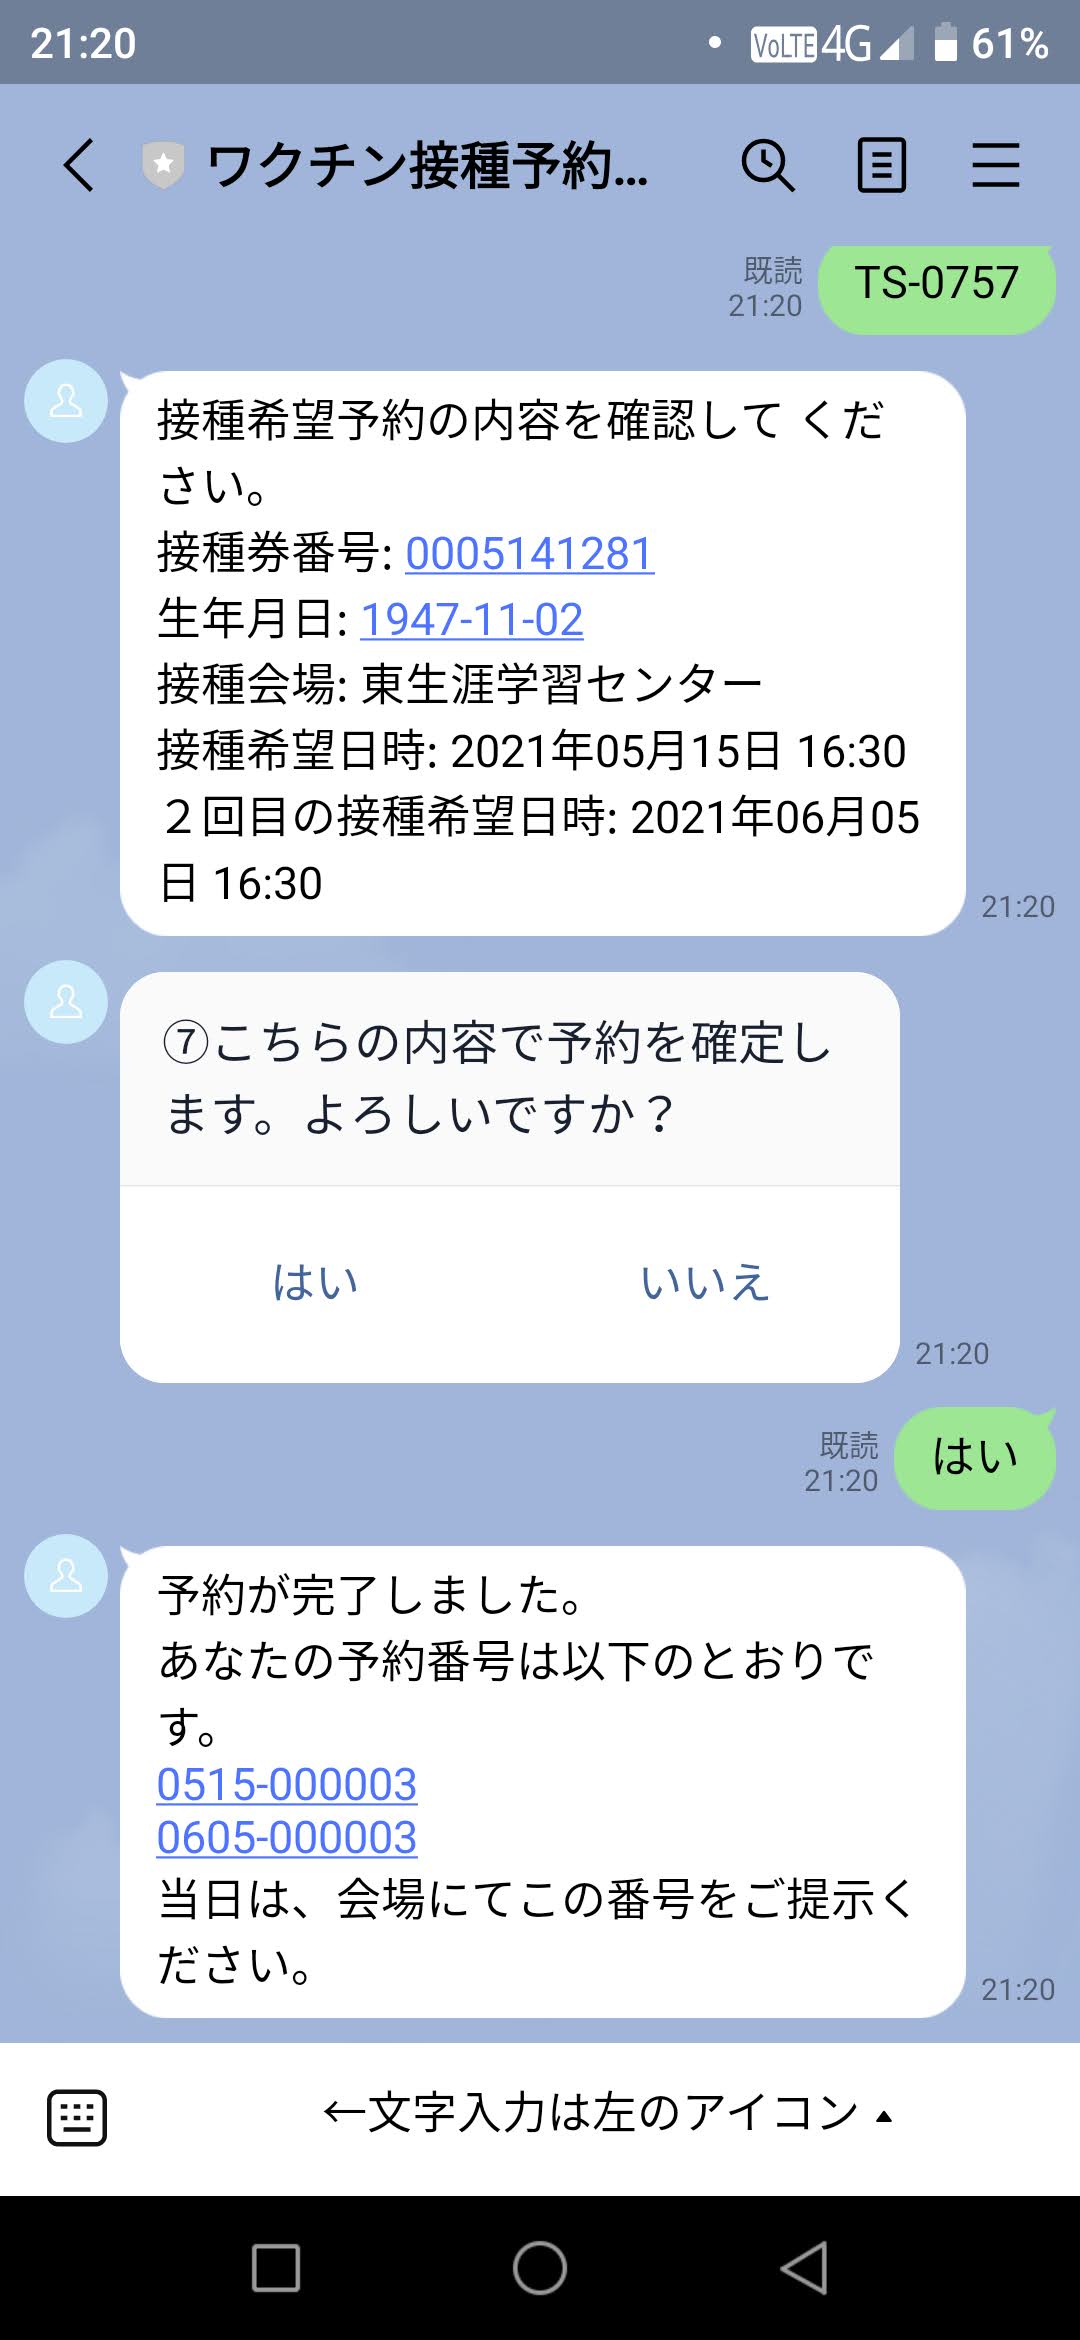 21:20
VoLTE 4G 61%
ワクチン接種予約...
既読
21:20
TS-0757
接種希望予約の内容を確認して くだ
さい。
接種券番号: 0005141281
生年月日: 1947-11-02
接種会場: 東生涯学習センター
接種希望日時: 2021年05月15日 16:30
２回目の接種希望日時: 2021年06月05
日 16:30
21:20
⑦こちらの内容で予約を確定し
ます。よろしいですか？
はい いいえ
21:20
既読
21:20
はい
予約が完了しました。
あなたの予約番号は以下のとおりで
す。
0515-000003
0605-000003
当日は、会場にてこの番号をご提示く
ださい。
21:20
←文字入力は左のアイコン ▴